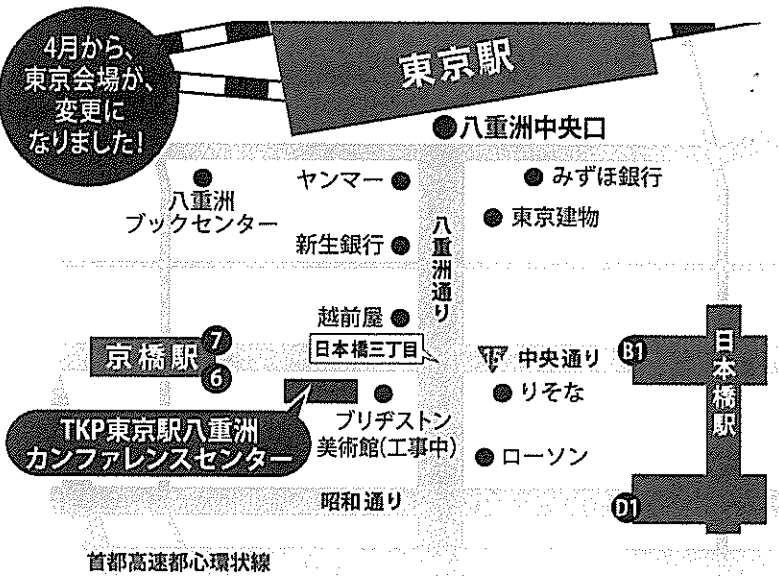 4月から、
東京会場が、
変更に
なりました!
東京駅
八重洲中央口
八重洲
ブックセンター
ヤンマー
みずほ銀行
東京建物
新生銀行
八重洲通り
越前屋
日本橋三丁目
京橋駅
7
6
中央通り
B1
日本橋駅
りそな
ブリヂストン
美術館(工事中)
TKP東京駅八重洲
カンファレンスセンター
ローソン
昭和通り
D1
首都高速都心環状線